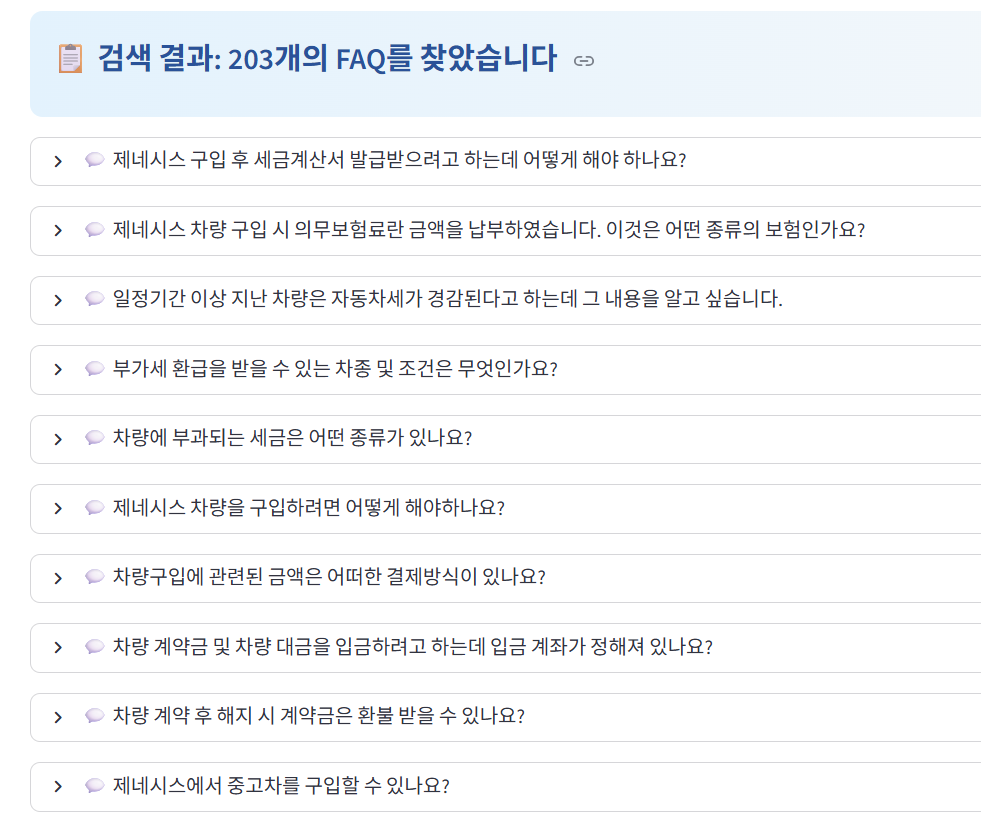 검색 결과: 203개의 FAQ를 찾았습니다
제네시스 구입 후 세금계산서 발급받으려고 하는데 어떻게 해야 하나요?
제네시스 차량 구입 시 의무보험료란 금액을 납부하였습니다. 이것은 어떤 종류의 보험인가요?
일정기간 이상 지난 차량은 자동차세가 경감된다고 하는데 그 내용을 알고 싶습니다.
부가세 환급을 받을 수 있는 차종 및 조건은 무엇인가요?
차량에 부과되는 세금은 어떤 종류가 있나요?
제네시스 차량을 구입하려면 어떻게 해야하나요?
차량구입에 관련된 금액은 어떠한 결제방식이 있나요?
차량 계약금 및 차량 대금을 입금하려고 하는데 입금 계좌가 정해져 있나요?
차량 계약 후 해지 시 계약금은 환불 받을 수 있나요?
제네시스에서 중고차를 구입할 수 있나요?